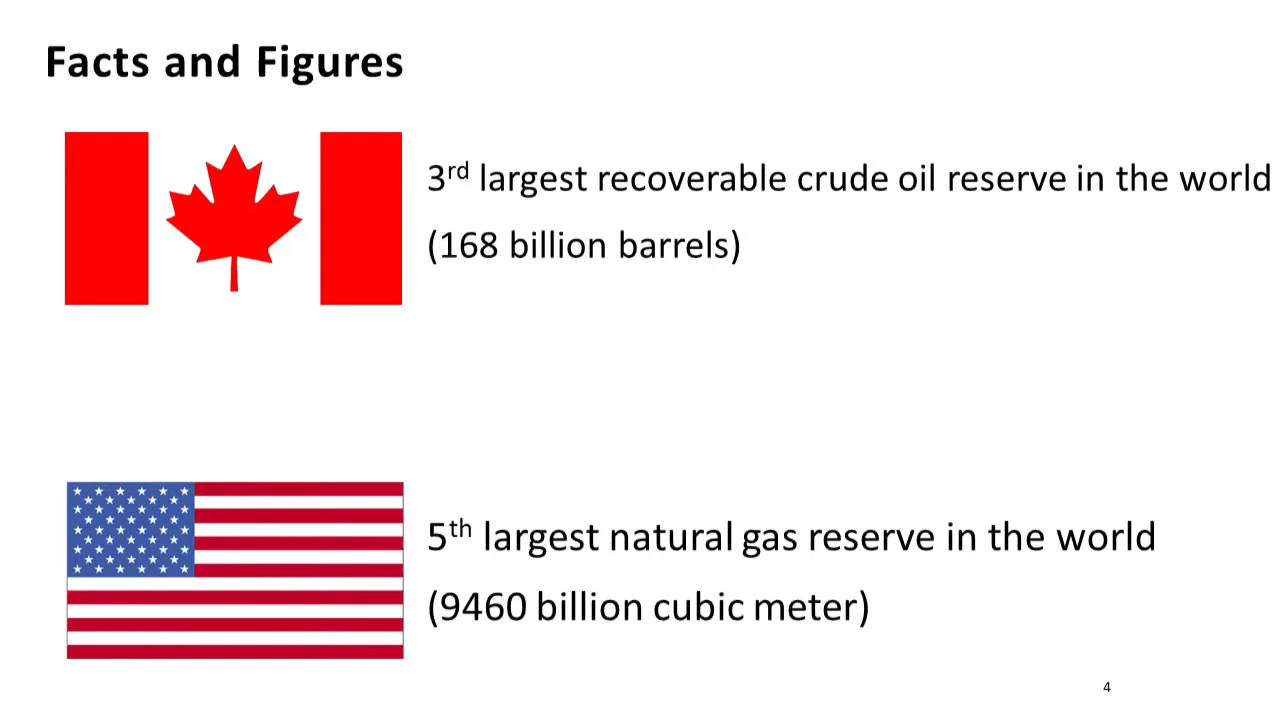 Facts and Figures
3rd largest recoverable crude oil reserve in the world
(168 billion barrels)
5th largest natural gas reserve in the world
(9460 billion cubic meter)
4